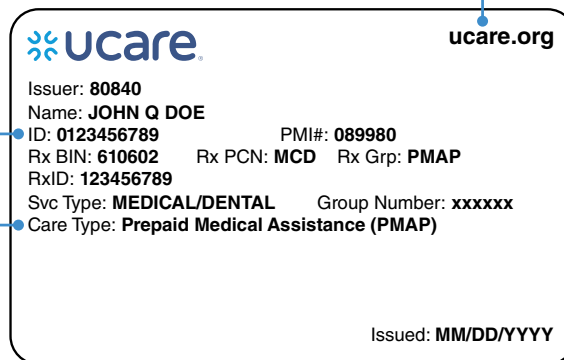 ucare
ucare.org
Issuer: 80840
Name: JOHN Q DOE
ID: 0123456789 PMI#: 089980
Rx BIN: 610602 Rx PCN: MCD Rx Grp: PMAP
RxID: 123456789
Svc Type: MEDICAL/DENTAL Group Number: xxxxxx
Care Type: Prepaid Medical Assistance (PMAP)
Issued: MM/DD/YYYY